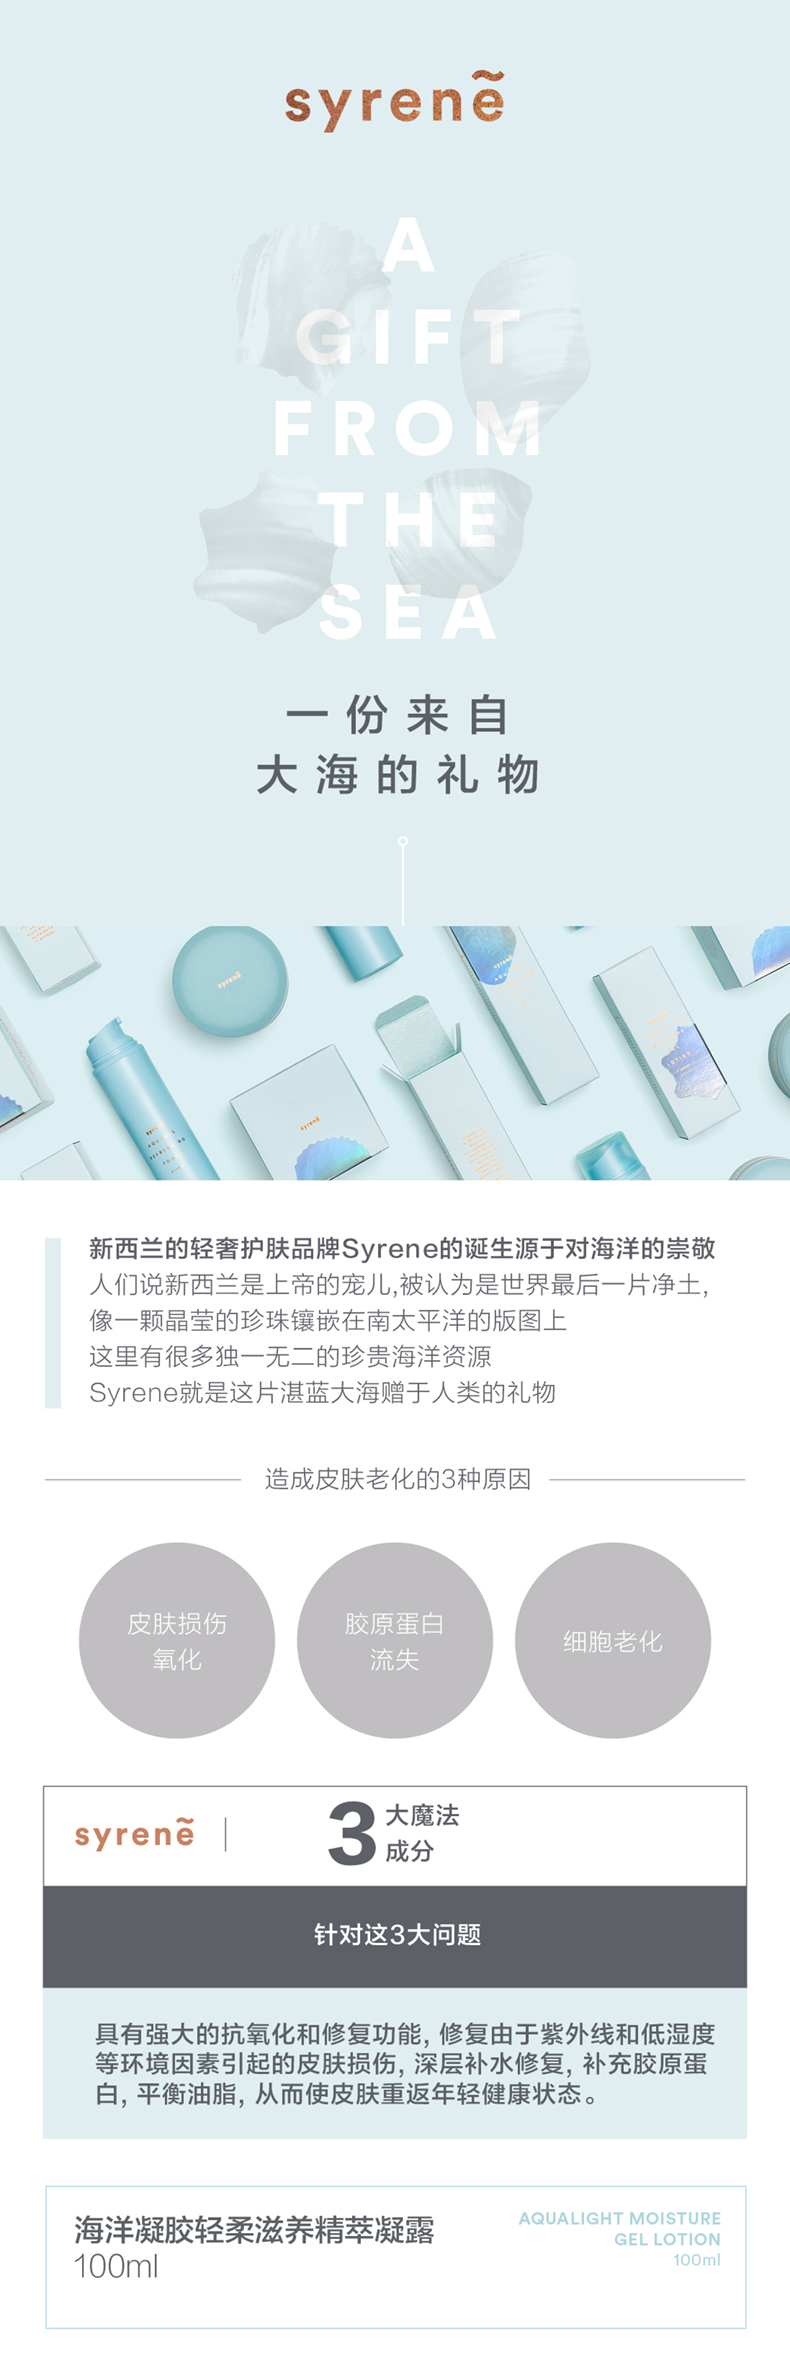 syrenẽ
A
GIFT
FROM
THE
SEA
一份来自
大海的礼物
syrenẽ
syrenẽ
新西兰的轻奢护肤品牌Syrene的诞生源于对海洋的崇敬
人们说新西兰是上帝的宠儿,被认为是世界最后一片净土,
像一颗晶莹的珍珠镶嵌在南太平洋的版图上
这里有很多独一无二的珍贵海洋资源
Syrene就是这片湛蓝大海赠于人类的礼物
造成皮肤老化的3种原因
皮肤损伤
氧化
胶原蛋白
流失
细胞老化
syrenẽ
3 大魔法
成分
针对这3大问题
具有强大的抗氧化和修复功能, 修复由于紫外线和低湿度
等环境因素引起的皮肤损伤, 深层补水修复, 补充胶原蛋
白, 平衡油脂, 从而使皮肤重返年轻健康状态。
海洋凝胶轻柔滋养精萃凝露
100ml
AQUALIGHT MOISTURE
GEL LOTION
100ml